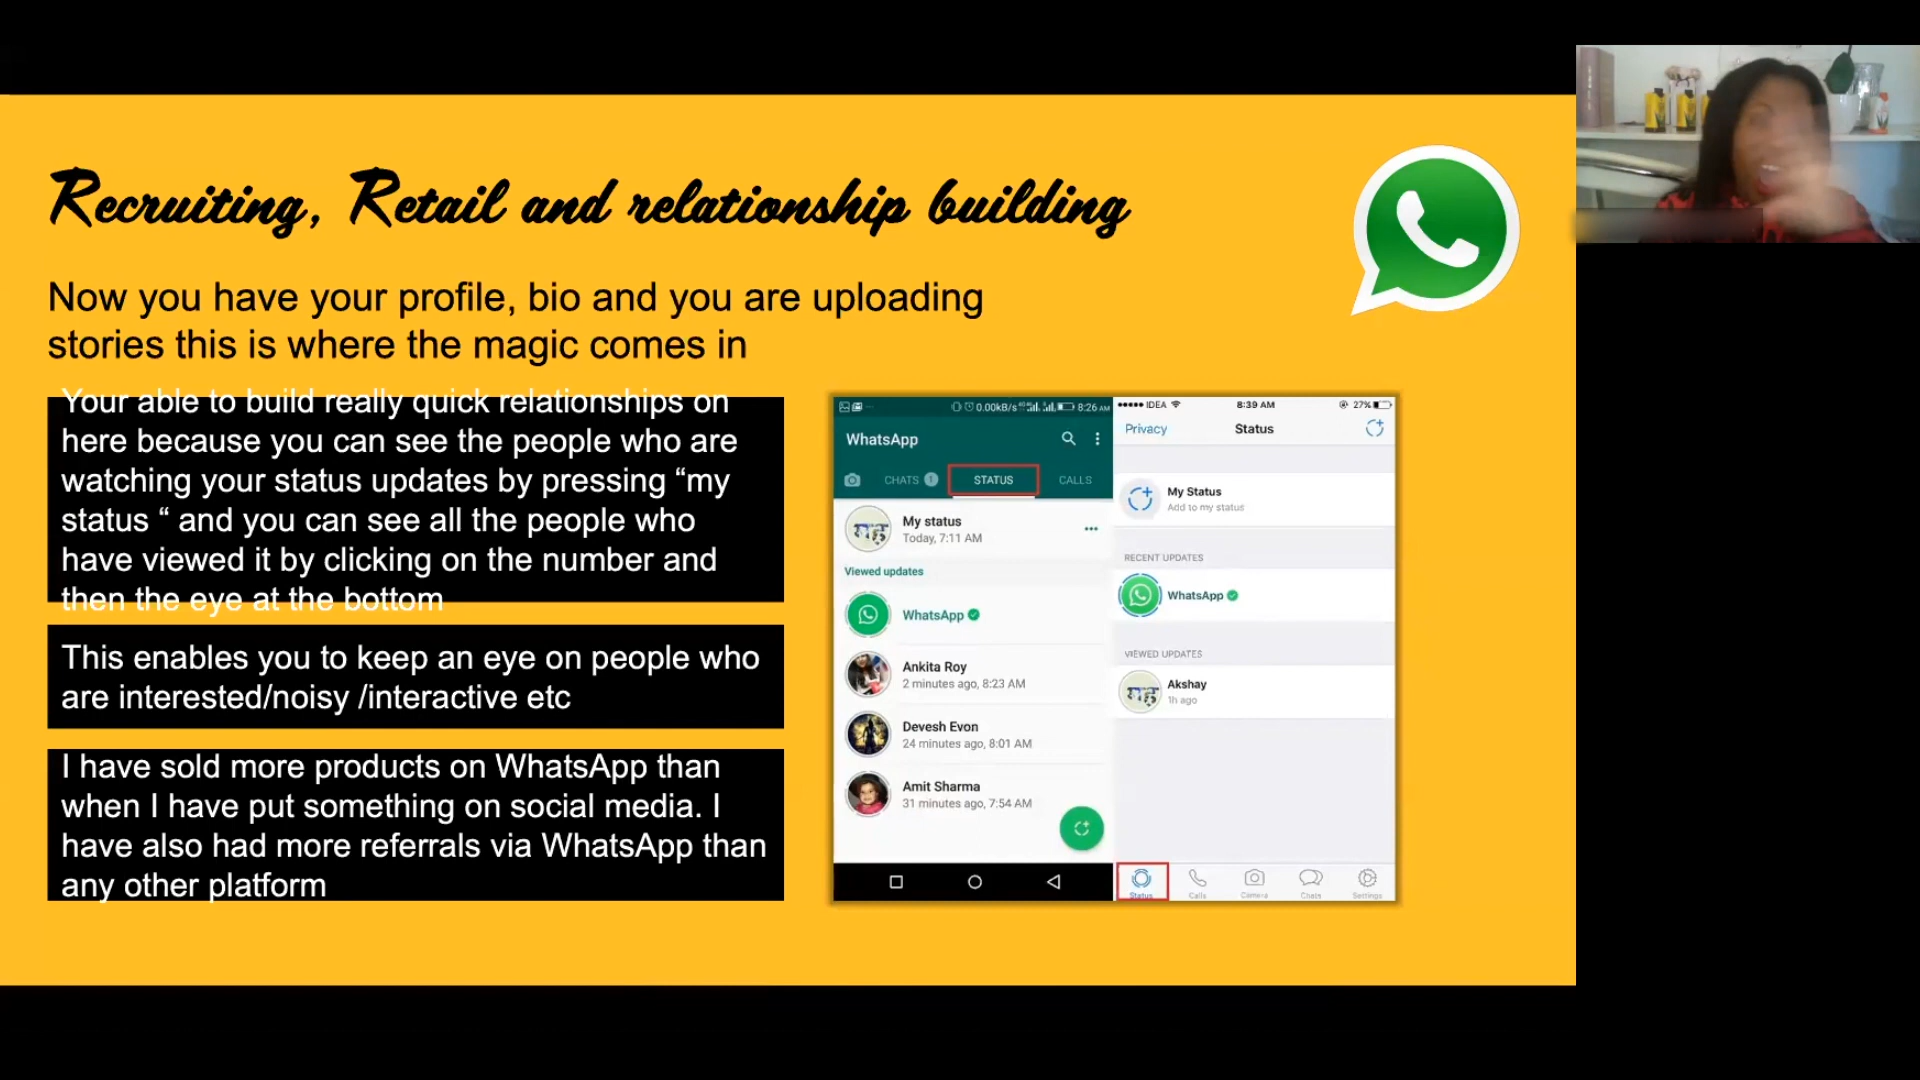 Recruiting, Retail and relationship building
Now you have your profile, bio and you are uploading
stories this is where the magic comes in
Your able to build really quick relationships on
here because you can see the people who are
watching your status updates by pressing “my
status “ and you can see all the people who
have viewed it by clicking on the number and
then the eye at the bottom
This enables you to keep an eye on people who
are interested/noisy /interactive etc
I have sold more products on WhatsApp than
when I have put something on social media. I
have also had more referrals via WhatsApp than
any other platform
0.00kB/s 8:26 AM
WhatsApp
CHATS STATUS CALLS
My status
Today, 7:11 AM
Viewed updates
WhatsApp
Ankita Roy
2 minutes ago, 8:23 AM
Devesh Evon
24 minutes ago, 8:01 AM
Amit Sharma
31 minutes ago, 7:54 AM
IDEA 8:39 AM 27%
Privacy Status
My Status
Add to my status
RECENT UPDATES
WhatsApp
VIEWED UPDATES
Akshay
1h ago
Status Calls Camera Chats Settings